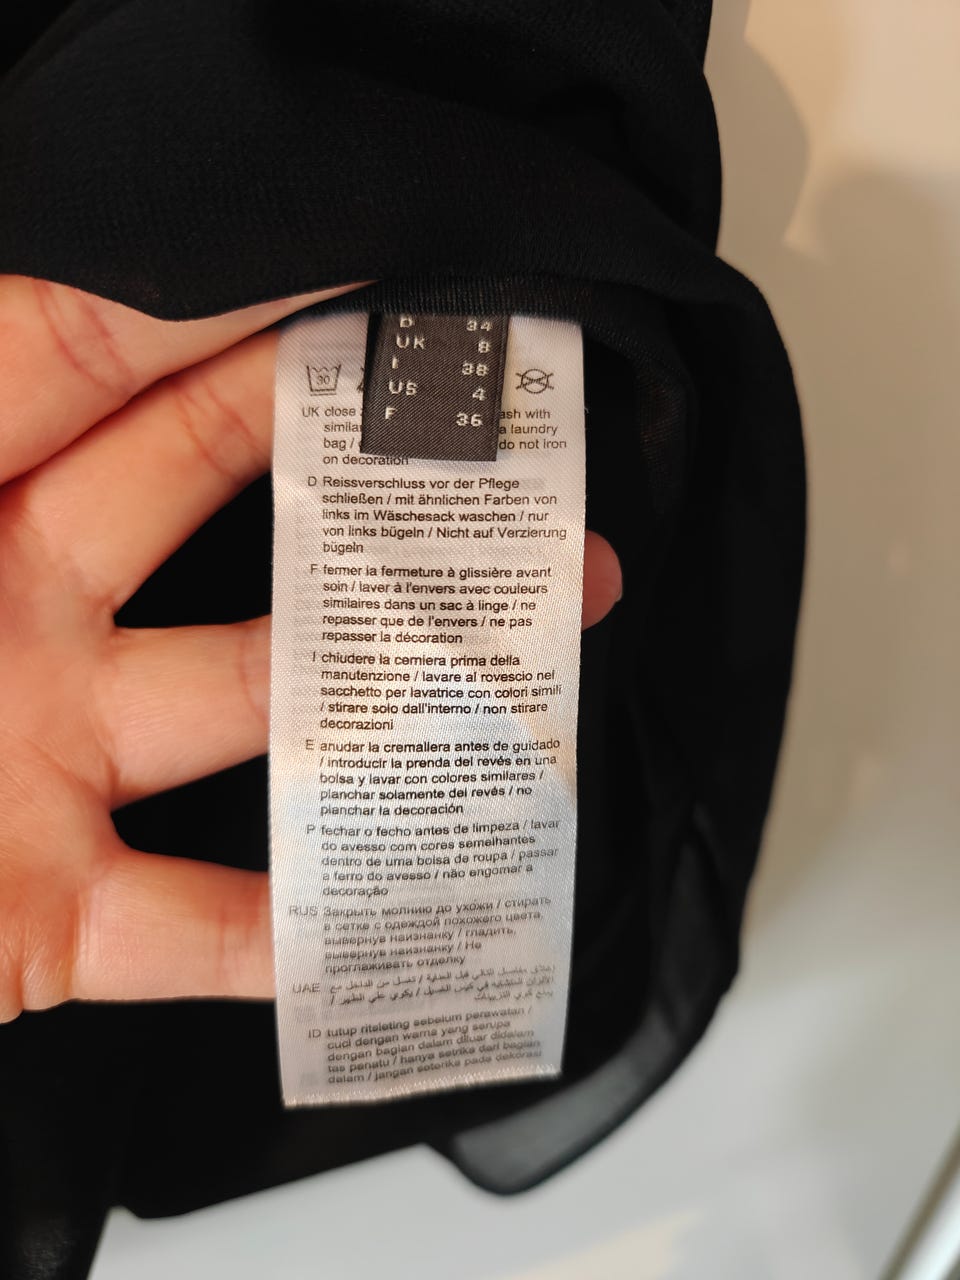 D 34
UK 8
I 38
US 4
F 36
30
UK close ash with
a laundry
bag / do not iron
on decoration
D Reissverschluss vor der Pflege
schließen / mit ähnlichen Farben von
links im Wäschesack waschen / nur
von links bügeln / Nicht auf Verzierung
bügeln
F fermer la fermeture à glissière avant
soin / laver à l'envers avec couleurs
similaires dans un sac à linge / ne
repasser que de l'envers / ne pas
repasser la décoration
I chiudere la cerniera prima della
manutenzione / lavare al rovescio nel
sacchetto per lavatrice con colori simili
/ stirare solo dall'interno / non stirare
decorazioni
E anudar la cremallera antes de guidado
/ introducir la prenda del revés en una
bolsa y lavar con colores similares /
planchar solamente del revés / no
planchar la decoración
P fechar o fecho antes de limpeza / lavar
do avesso com cores semelhantes
dentro de uma bolsa de roupa / passar
a ferro do avesso / não engomar a
decoração
RUS Закрыть молнию до ухожи / стирать
в сетке с одеждой похожего цвета,
вывернув наизнанку / гладить,
вывернув наизнанку / Не
проглаживать отделку
UAE
ID tutup ritsleting sebelum perawatan /
cuci dengan warna yang serupa
dengan bagian dalam diluar didalam
tas penatu / hanya setrika dari bagian
dalam / jangan seterika pada dekorasi